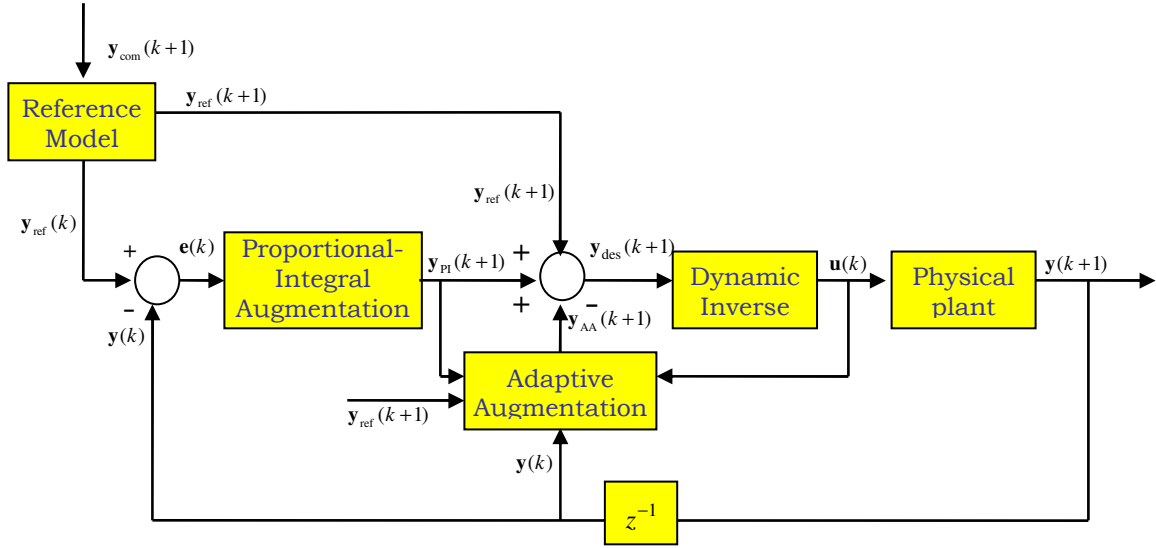 y_com(k+1)
Reference
Model
y_ref(k+1)
y_ref(k)
y_ref(k+1)
+
e(k)
Proportional-
Integral
Augmentation
y_PI(k+1)
+
+
y_des(k+1)
Dynamic
Inverse
u(k)
Physical
plant
y(k+1)
−
y(k)
−
y_AA(k+1)
Adaptive
Augmentation
y_ref(k+1)
y(k)
z⁻¹